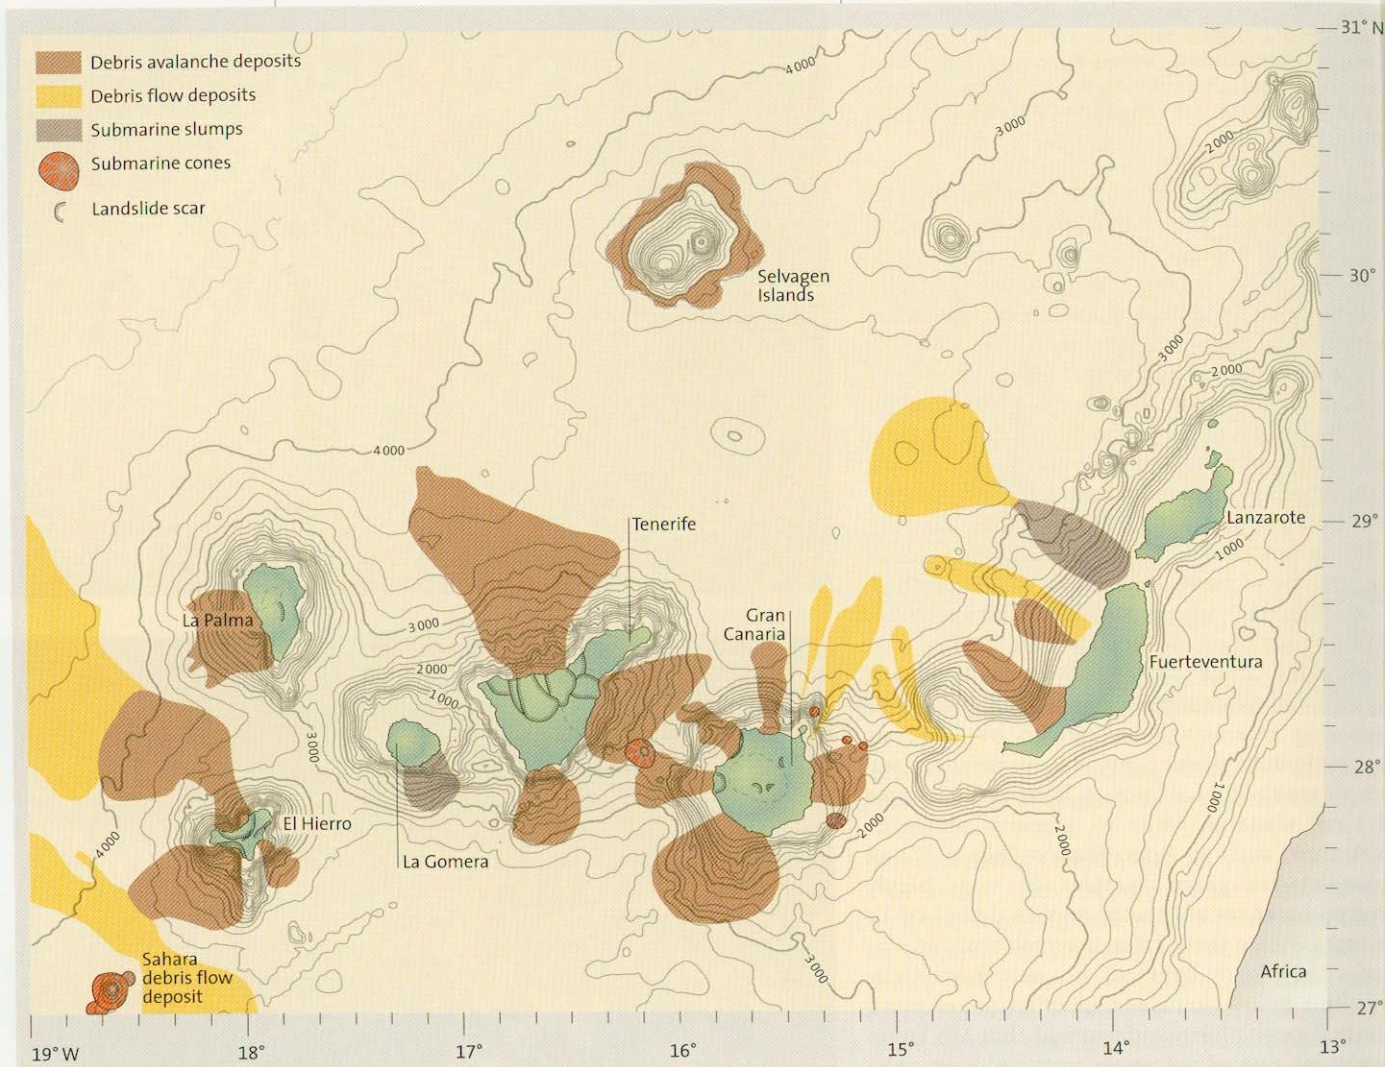 31° N
Debris avalanche deposits
Debris flow deposits
Submarine slumps
Submarine cones
Landslide scar
4000
3000
2000
Selvagen
Islands
30°
3000
2000
4000
Tenerife
29°
Lanzarote
1000
La Palma
3000
Gran
Canaria
2000
1000
Fuerteventura
3000
28°
El Hierro
4000
La Gomera
2000
2000
1000
Sahara
debris flow
deposit
3000
Africa
27°
19° W
18°
17°
16°
15°
14°
13°